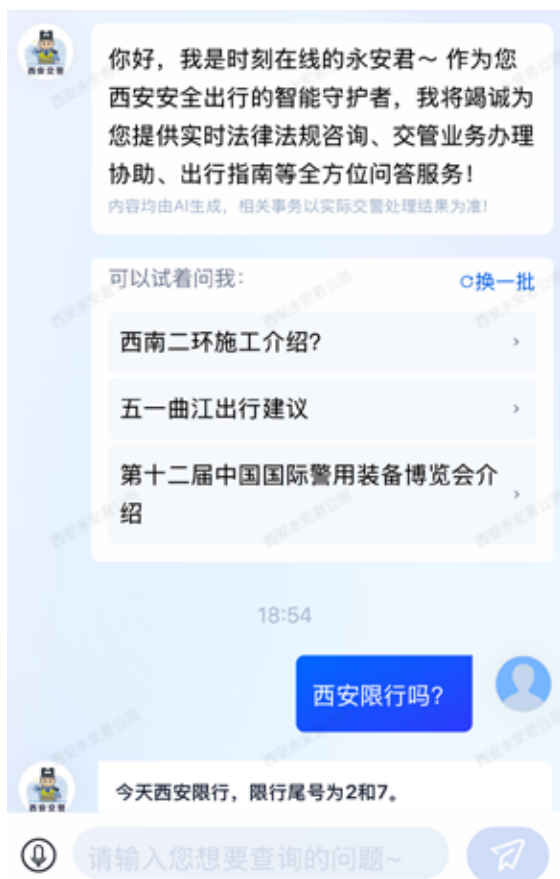 你好，我是时刻在线的永安君～ 作为您
西安安全出行的智能守护者，我将竭诚为
您提供实时法律法规咨询、交管业务办理
协助、出行指南等全方位问答服务！
内容均由AI生成，相关事务以实际交警处理结果为准！
西安交警
可以试着问我：
换一批
西南二环施工介绍？
五一曲江出行建议
第十二届中国国际警用装备博览会介
绍
18:54
西安限行吗？
今天西安限行，限行尾号为2和7。
西安交警
请输入您想要查询的问题~